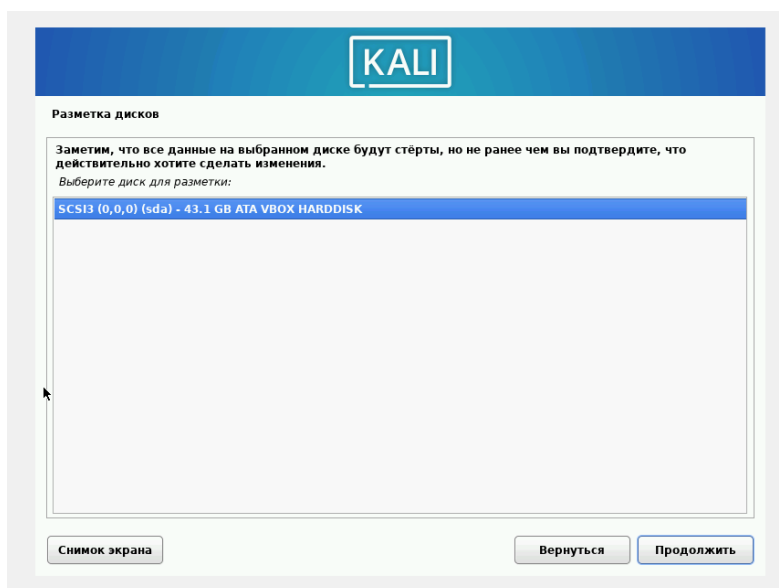 KALI
Разметка дисков
Заметим, что все данные на выбранном диске будут стёрты, но не ранее чем вы подтвердите, что
действительно хотите сделать изменения.
Выберите диск для разметки:
SCSI3 (0,0,0) (sda) - 43.1 GB ATA VBOX HARDDISK
Снимок экрана
Вернуться
Продолжить